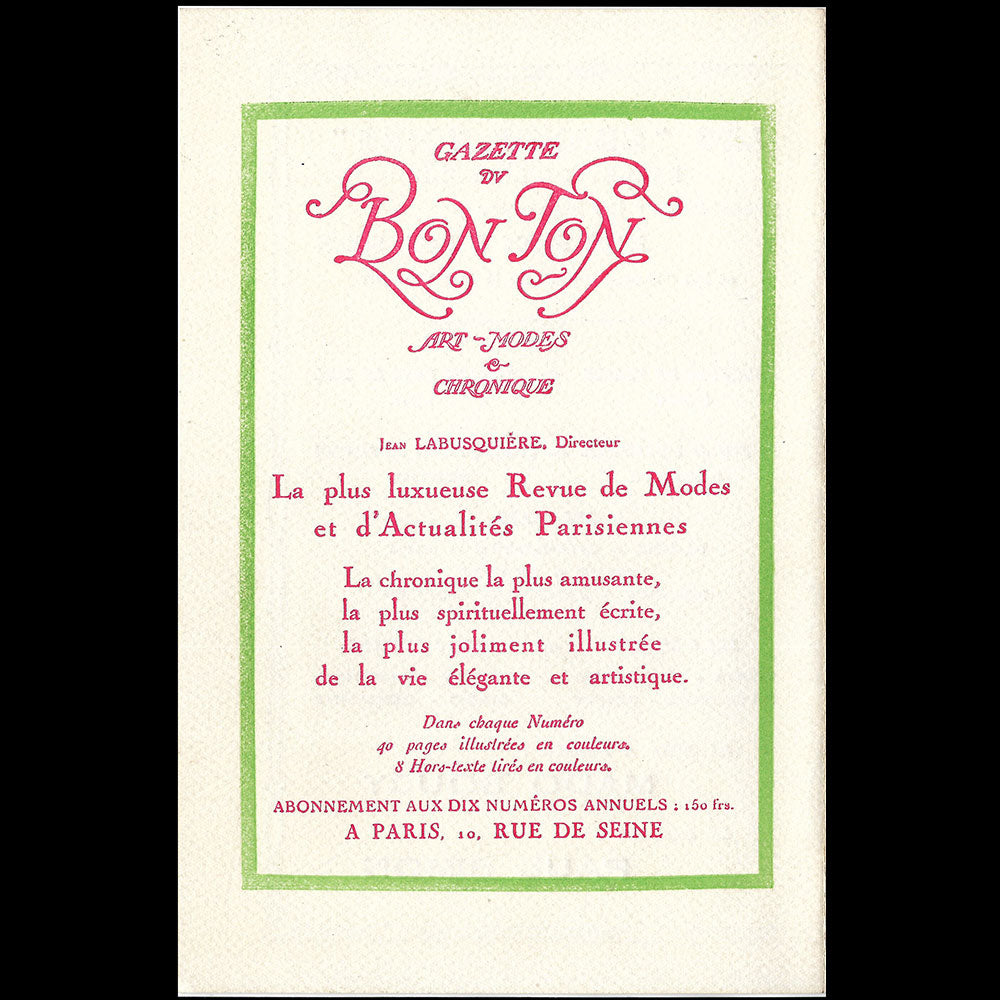 GAZETTE
DV
BON TON
ART - MODES
&
CHRONIQUE
JEAN LABUSQUIÈRE, Directeur
La plus luxueuse Revue de Modes
et d'Actualités Parisiennes
La chronique la plus amusante,
la plus spirituellement écrite,
la plus joliment illustrée
de la vie élégante et artistique.
Dans chaque Numéro
40 pages illustrées en couleurs.
8 Hors-texte tirés en couleurs.
ABONNEMENT AUX DIX NUMÉROS ANNUELS : 150 frs.
A PARIS, 10, RUE DE SEINE